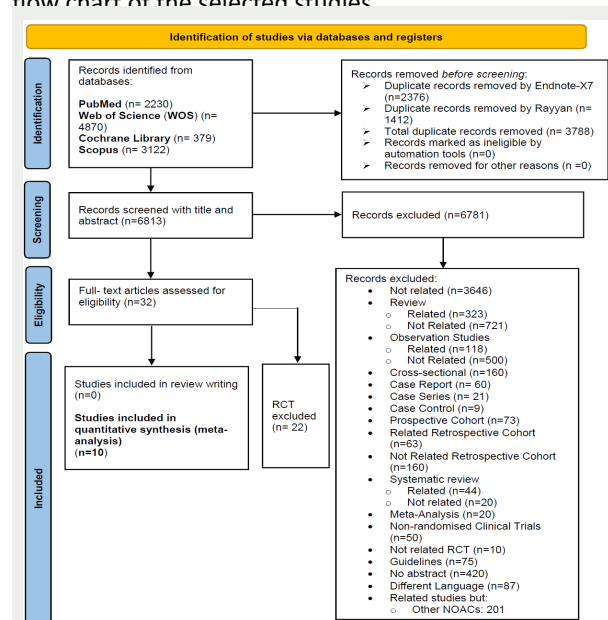 flow chart of the selected studies
Identification of studies via databases and registers
Identification
Records identified from
databases:
PubMed (n= 2230)
Web of Science (WOS) (n=
4870)
Cochrane Library (n= 379)
Scopus (n= 3122)
Records removed before screening:
➢ Duplicate records removed by Endnote-X7
(n=2376)
➢ Duplicate records removed by Rayyan (n=
1412)
➢ Total duplicate records removed (n= 3788)
➢ Records marked as ineligible by
automation tools (n=0)
➢ Records removed for other reasons (n =0)
Screening
Records screened with title and
abstract (n=6813)
Records excluded (n=6781)
Eligibility
Full- text articles assessed for
eligibility (n=32)
Included
Studies included in review writing
(n=0)
Studies included in
quantitative synthesis (meta-
analysis)
(n=10)
RCT
excluded
(n= 22)
Records excluded:
• Not related (n=3646)
• Review
o Related (n=323)
o Not Related (n=721)
• Observation Studies
o Related (n=118)
o Not Related (n=500)
• Cross-sectional (n=160)
• Case Report (n= 60)
• Case Series (n= 21)
• Case Control (n=9)
• Prospective Cohort (n=73)
• Related Retrospective Cohort
(n=63)
• Not Related Retrospective Cohort
(n=160)
• Systematic review
o Related (n=44)
o Not related (n=20)
• Meta-Analysis (n=20)
• Non-randomised Clinical Trials
(n=50)
• Not related RCT (n=10)
• Guidelines (n=75)
• No abstract (n=420)
• Different Language (n=87)
• Related studies but:
o Other NOACs: 201